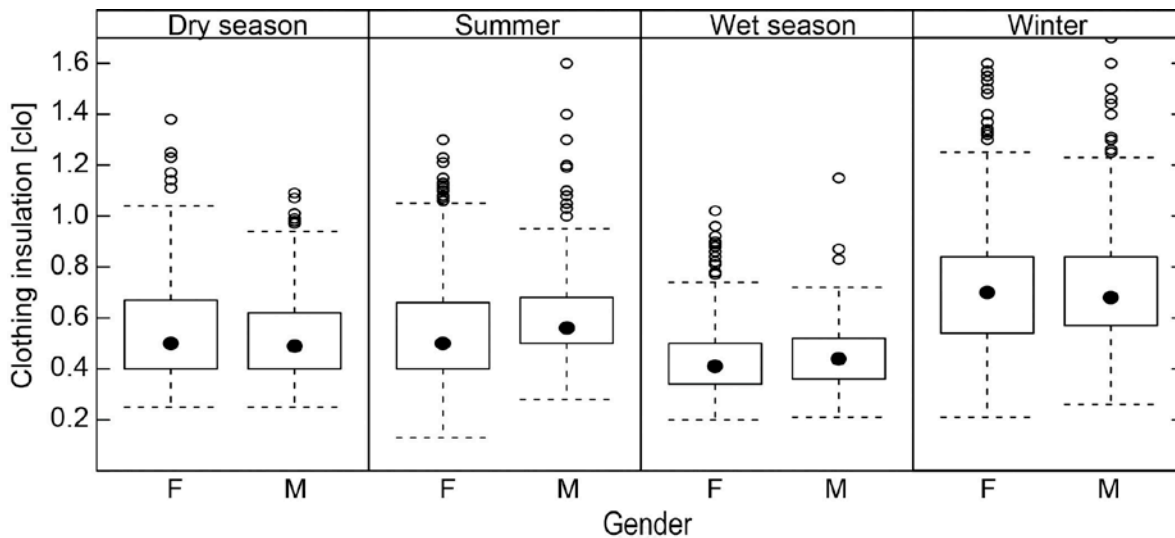 Dry season Summer Wet season Winter
Clothing insulation [clo]
1.6
1.4
1.2
1.0
0.8
0.6
0.4
0.2
F M F M F M F M
Gender